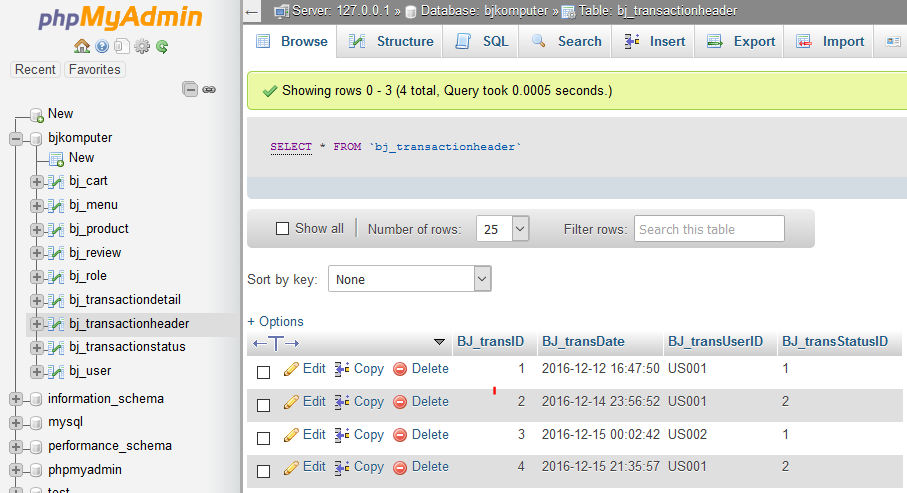 phpMyAdmin
Recent Favorites
New
bjkomputer
New
bj_cart
bj_menu
bj_product
bj_review
bj_role
bj_transactiondetail
bj_transactionheader
bj_transactionstatus
bj_user
information_schema
mysql
performance_schema
phpmyadmin
test
Server: 127.0.0.1 » Database: bjkomputer » Table: bj_transactionheader
Browse Structure SQL Search Insert Export Import
Showing rows 0 - 3 (4 total, Query took 0.0005 seconds.)
SELECT * FROM `bj_transactionheader`
Show all Number of rows: 25 Filter rows: Search this table
Sort by key: None
+ Options
←T→ BJ_transID BJ_transDate BJ_transUserID BJ_transStatusID
Edit Copy Delete 1 2016-12-12 16:47:50 US001 1
Edit Copy Delete 2 2016-12-14 23:56:52 US001 2
Edit Copy Delete 3 2016-12-15 00:02:42 US002 1
Edit Copy Delete 4 2016-12-15 21:35:57 US001 2